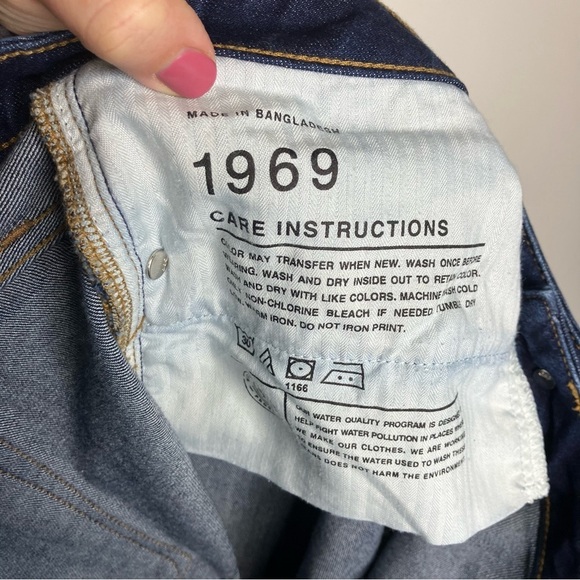 MADE IN BANGLADESH
1969
CARE INSTRUCTIONS
COLOR MAY TRANSFER WHEN NEW. WASH ONCE BEFORE
WEARING. WASH AND DRY INSIDE OUT TO RETAIN COLOR.
WASH AND DRY WITH LIKE COLORS. MACHINE WASH COLD
ONLY NON-CHLORINE BLEACH IF NEEDED TUMBLE DRY
LOW, WARM IRON. DO NOT IRON PRINT.
30
1166
OUR WATER QUALITY PROGRAM IS DESIGNED
HELP FIGHT WATER POLLUTION IN PLACES WHERE
WE MAKE OUR CLOTHES. WE ARE WORKING
TO ENSURE THE WATER USED TO WASH THESE
DOES NOT HARM THE ENVIRONMENT